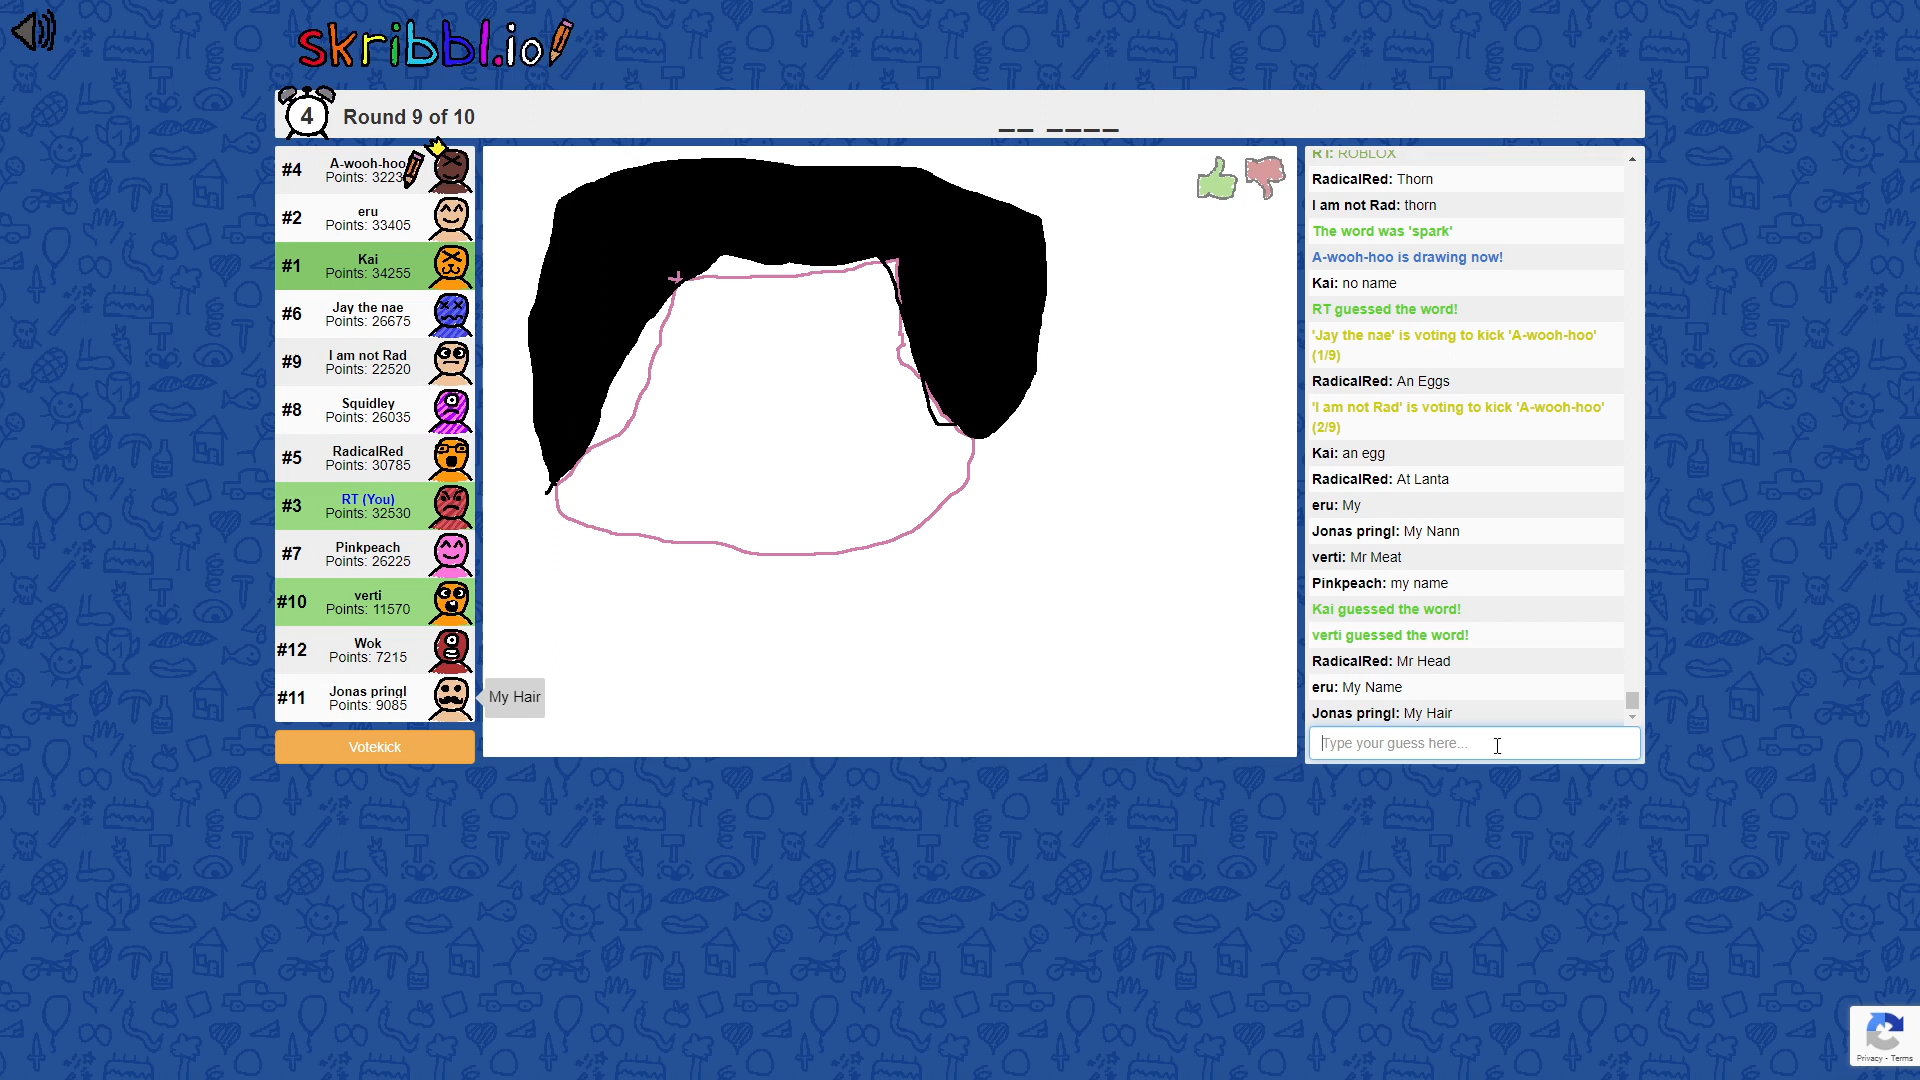 skribbl.io
4
Round 9 of 10
__ ____
#4
A-wooh-hoo
Points: 3223
#2
eru
Points: 33405
#1
Kai
Points: 34255
#6
Jay the nae
Points: 26675
#9
I am not Rad
Points: 22520
#8
Squidley
Points: 26035
#5
RadicalRed
Points: 30785
#3
RT (You)
Points: 32530
#7
Pinkpeach
Points: 26225
#10
verti
Points: 11570
#12
Wok
Points: 7215
#11
Jonas pringl
Points: 9085
My Hair
Votekick
RT: ROBLOX
RadicalRed: Thorn
I am not Rad: thorn
The word was 'spark'
A-wooh-hoo is drawing now!
Kai: no name
RT guessed the word!
'Jay the nae' is voting to kick 'A-wooh-hoo'
(1/9)
RadicalRed: An Eggs
'I am not Rad' is voting to kick 'A-wooh-hoo'
(2/9)
Kai: an egg
RadicalRed: At Lanta
eru: My
Jonas pringl: My Nann
verti: Mr Meat
Pinkpeach: my name
Kai guessed the word!
verti guessed the word!
RadicalRed: Mr Head
eru: My Name
Jonas pringl: My Hair
Type your guess here...
Privacy - Terms